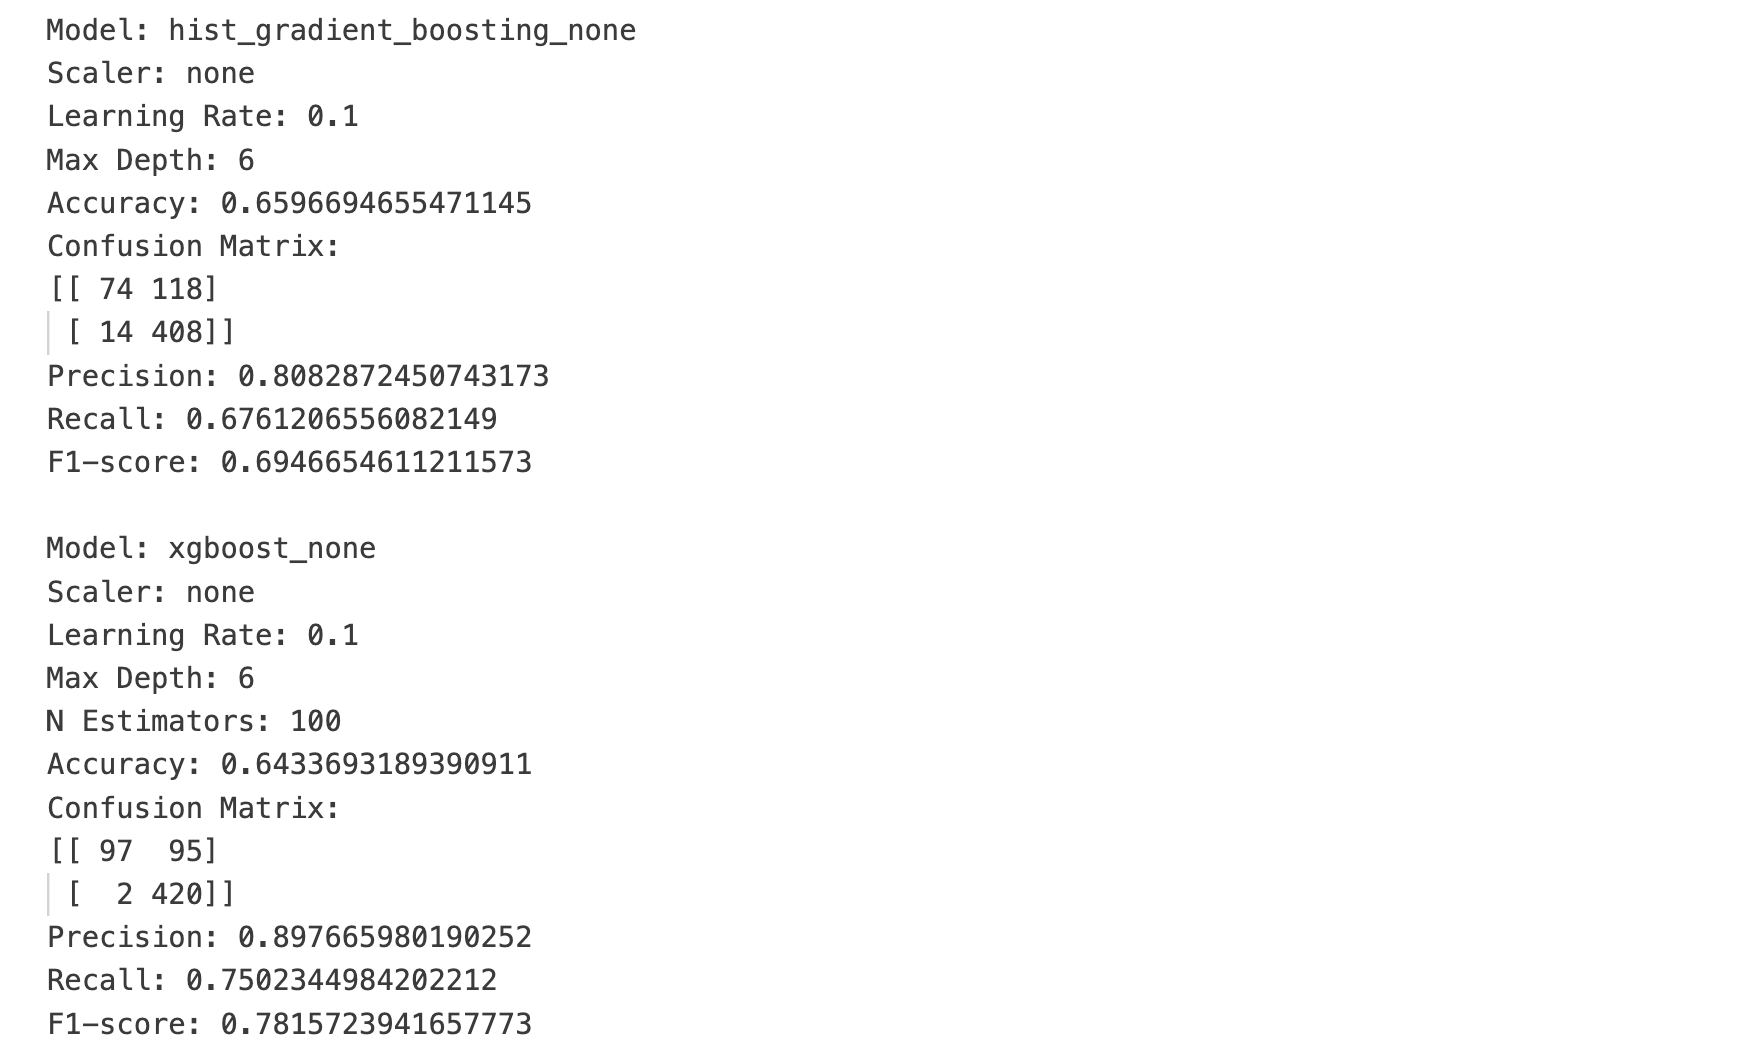 Model: hist_gradient_boosting_none
Scaler: none
Learning Rate: 0.1
Max Depth: 6
Accuracy: 0.6596694655471145
Confusion Matrix:
[[ 74 118]
 [ 14 408]]
Precision: 0.8082872450743173
Recall: 0.6761206556082149
F1-score: 0.6946654611211573

Model: xgboost_none
Scaler: none
Learning Rate: 0.1
Max Depth: 6
N Estimators: 100
Accuracy: 0.6433693189390911
Confusion Matrix:
[[ 97  95]
 [  2 420]]
Precision: 0.897665980190252
Recall: 0.7502344984202212
F1-score: 0.7815723941657773